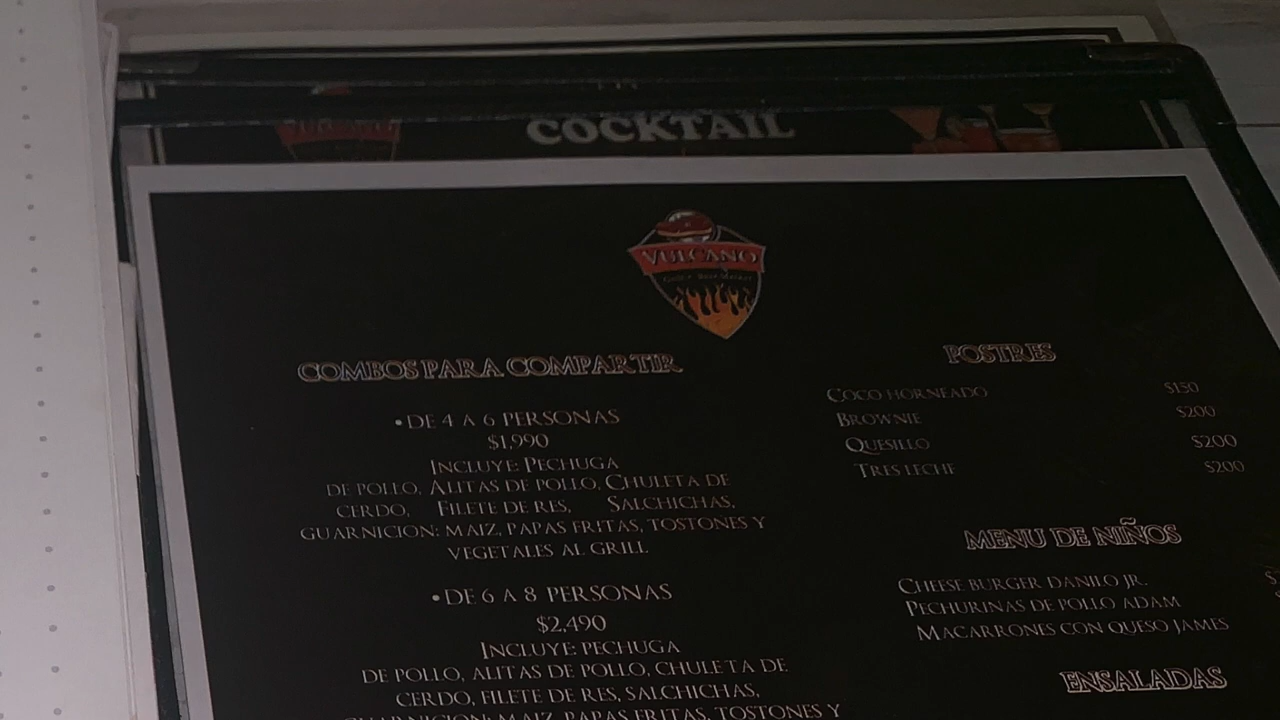 COCKTAIL
VULCANO
COMBOS PARA COMPARTIR
•DE 4 A 6 PERSONAS
$1,990
INCLUYE: PECHUGA
DE POLLO, ALITAS DE POLLO, CHULETA DE
CERDO, FILETE DE RES, SALCHICHAS,
GUARNICION: MAIZ, PAPAS FRITAS, TOSTONES Y
VEGETALES AL GRILL
•DE 6 A 8 PERSONAS
$2,490
INCLUYE: PECHUGA
DE POLLO, ALITAS DE POLLO, CHULETA DE
CERDO, FILETE DE RES, SALCHICHAS,
GUARNICION: MAIZ, PAPAS FRITAS, TOSTONES Y
POSTRES
COCO HORNEADO $150
BROWNIE $200
QUESILLO $200
TRES LECHE $200
MENU DE NIÑOS
CHEESE BURGER DANILO JR.
PECHURINAS DE POLLO ADAM
MACARRONES CON QUESO JAMES
ENSALADAS